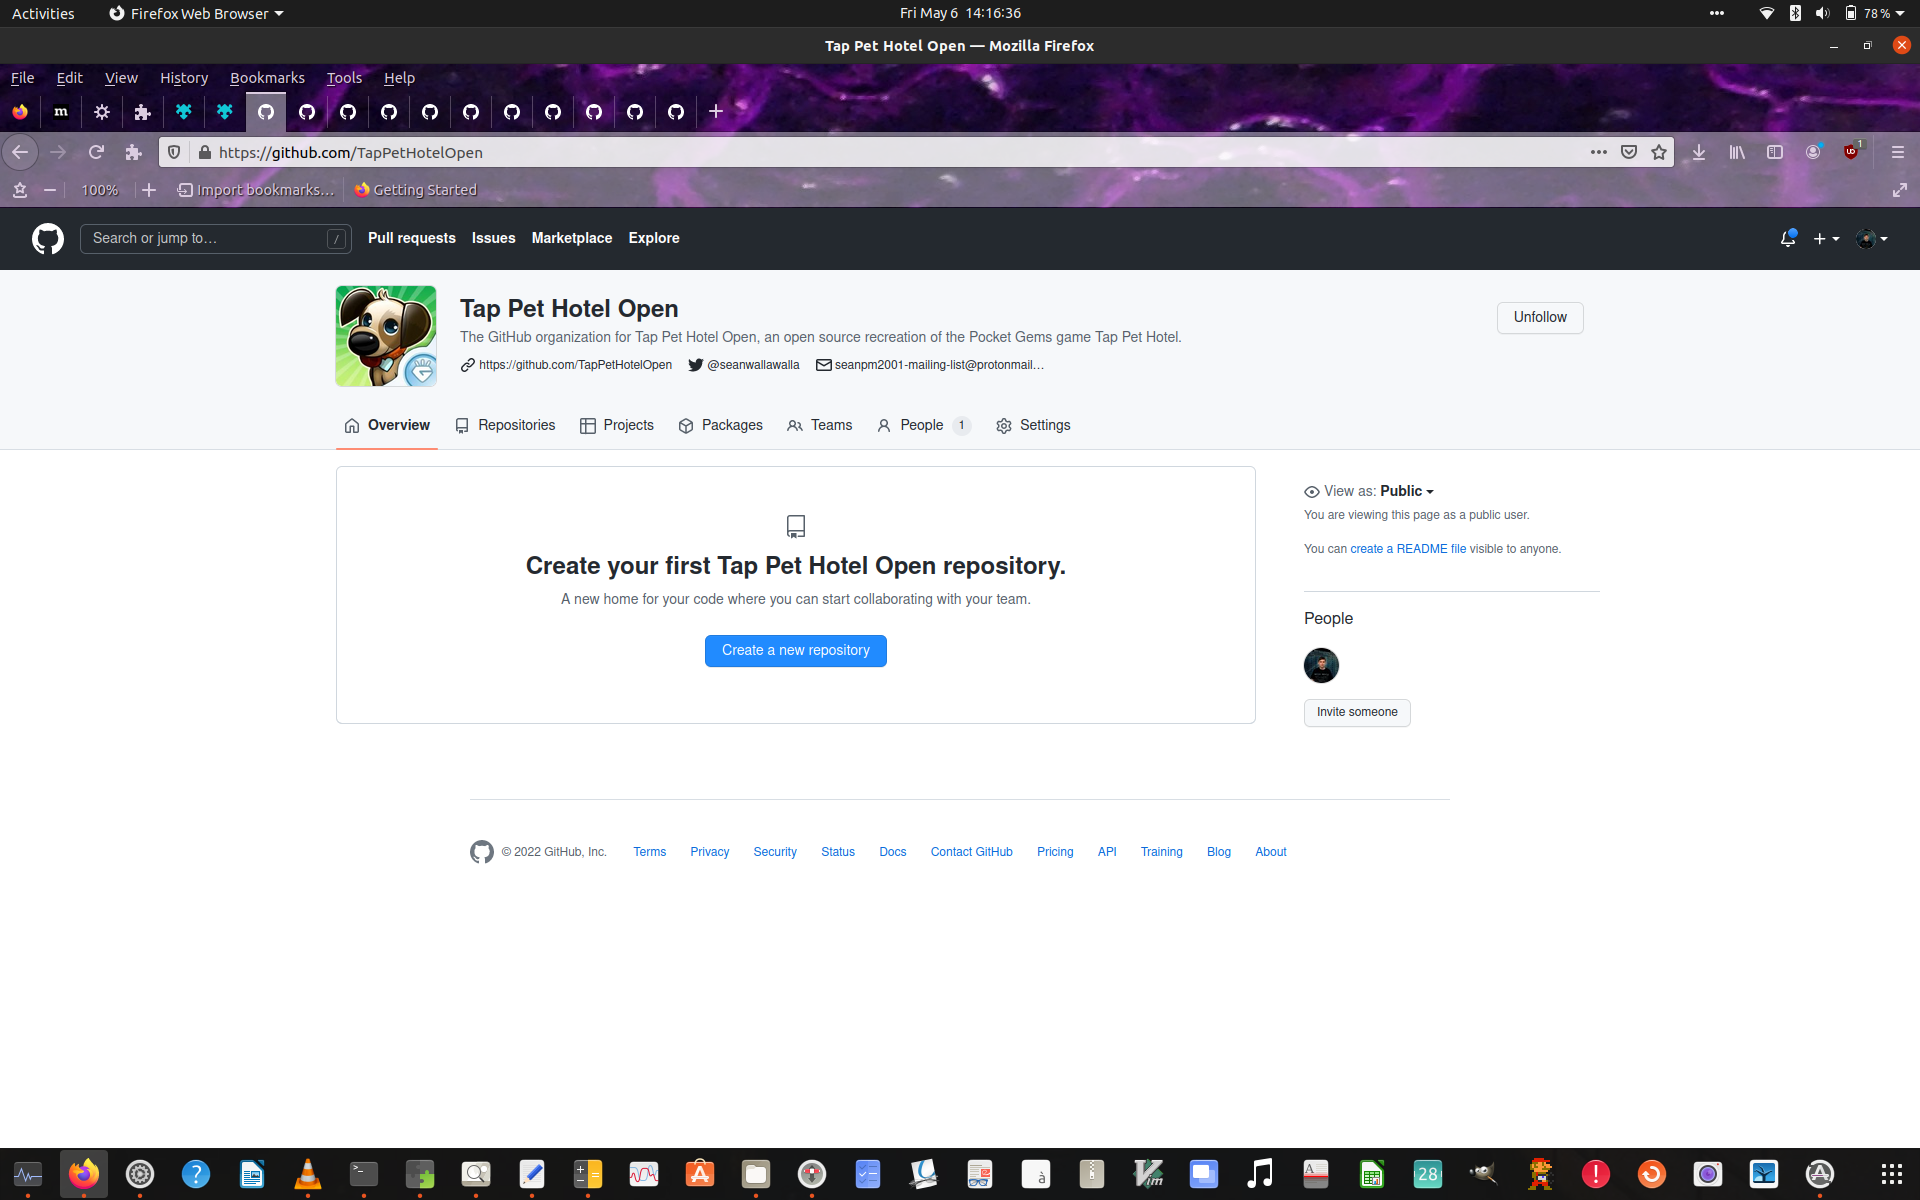 Activities Firefox Web Browser Fri May 6 14:16:36 78 %
Tap Pet Hotel Open — Mozilla Firefox
File Edit View History Bookmarks Tools Help
m
https://github.com/TapPetHotelOpen 1
100% Import bookmarks... Getting Started
Search or jump to... / Pull requests Issues Marketplace Explore
Tap Pet Hotel Open
Unfollow
The GitHub organization for Tap Pet Hotel Open, an open source recreation of the Pocket Gems game Tap Pet Hotel.
https://github.com/TapPetHotelOpen @seanwallawalla seanpm2001-mailing-list@protonmail...
Overview Repositories Projects Packages Teams People 1 Settings
View as: Public
You are viewing this page as a public user.
You can create a README file visible to anyone.
Create your first Tap Pet Hotel Open repository.
A new home for your code where you can start collaborating with your team.
Create a new repository
People
Invite someone
© 2022 GitHub, Inc. Terms Privacy Security Status Docs Contact GitHub Pricing API Training Blog About
28